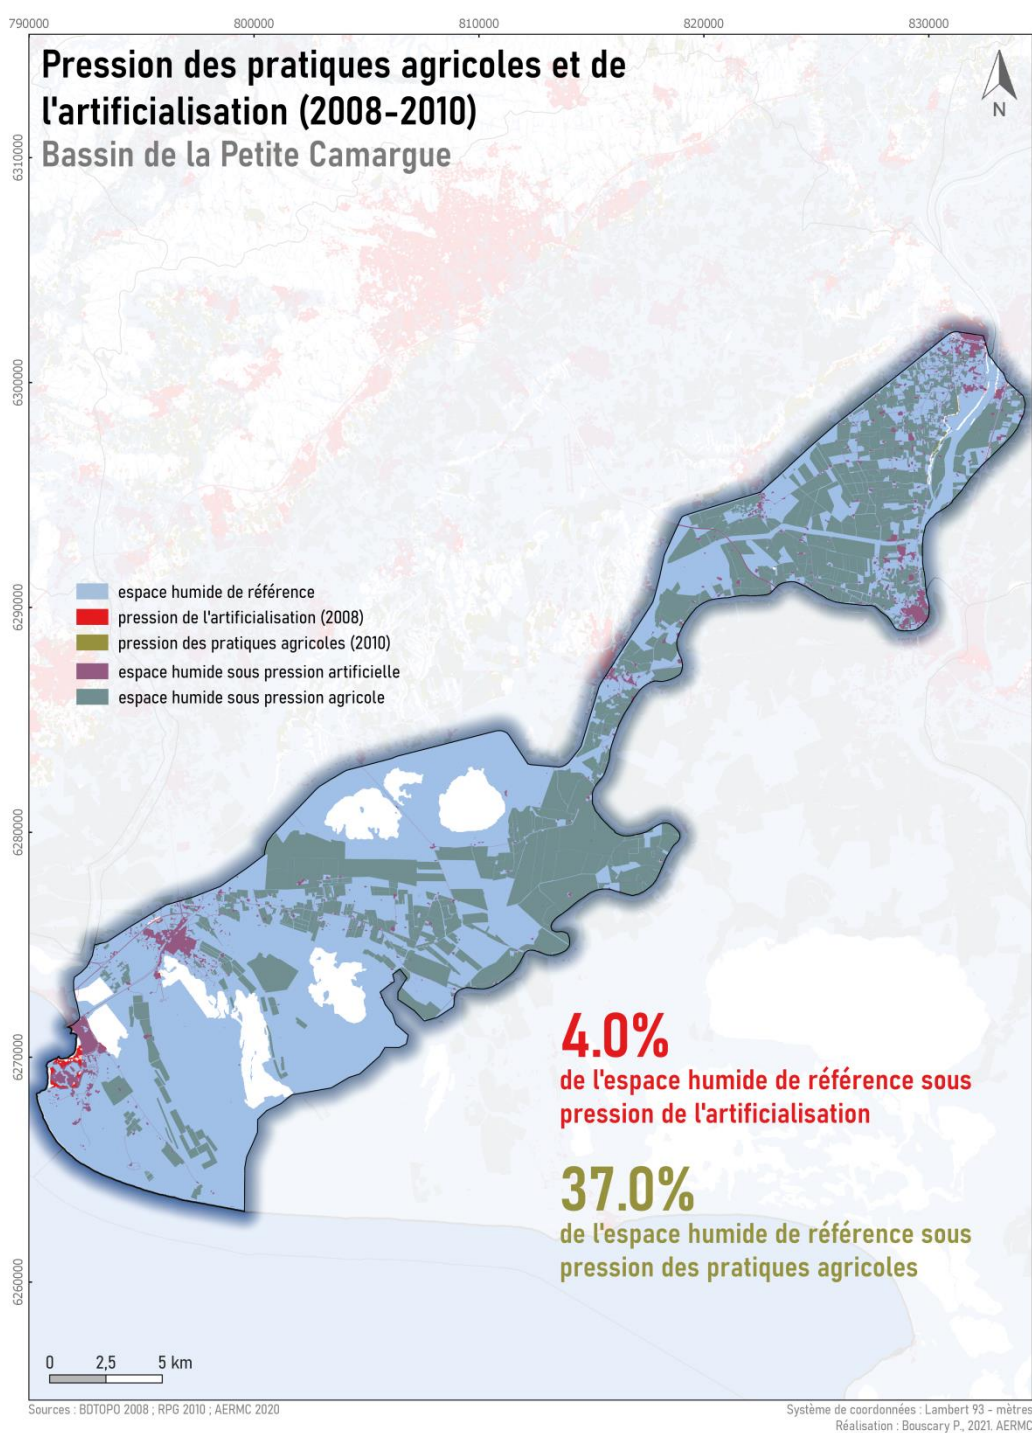 790000
800000
810000
820000
830000
Pression des pratiques agricoles et de
l'artificialisation (2008-2010)
Bassin de la Petite Camargue
N
6310000
6300000
6290000
6280000
6270000
6260000
espace humide de référence
pression de l'artificialisation (2008)
pression des pratiques agricoles (2010)
espace humide sous pression artificielle
espace humide sous pression agricole
4.0%
de l'espace humide de référence sous
pression de l'artificialisation
37.0%
de l'espace humide de référence sous
pression des pratiques agricoles
0 2,5 5 km
Sources : BDTOPO 2008 ; RPG 2010 ; AERMC 2020
Système de coordonnées : Lambert 93 - mètres
Réalisation : Bouscary P., 2021. AERMC